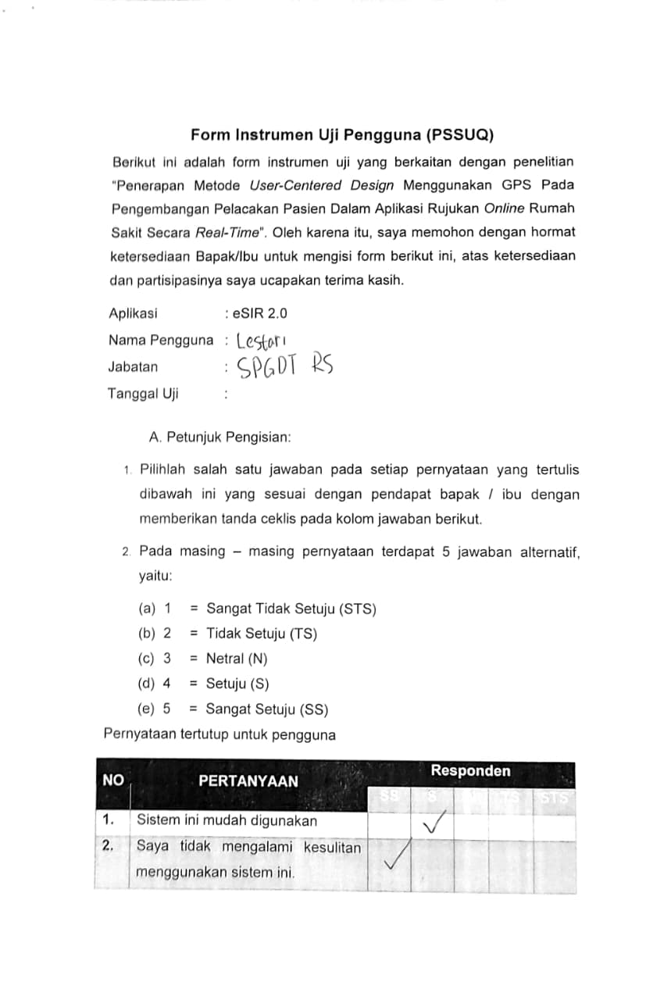 Form Instrumen Uji Pengguna (PSSUQ)
Berikut ini adalah form instrumen uji yang berkaitan dengan penelitian
"Penerapan Metode User-Centered Design Menggunakan GPS Pada
Pengembangan Pelacakan Pasien Dalam Aplikasi Rujukan Online Rumah
Sakit Secara Real-Time". Oleh karena itu, saya memohon dengan hormat
ketersediaan Bapak/Ibu untuk mengisi form berikut ini, atas ketersediaan
dan partisipasinya saya ucapakan terima kasih.
Aplikasi : eSIR 2.0
Nama Pengguna : Lestari
Jabatan : SPGDT RS
Tanggal Uji :
A. Petunjuk Pengisian:
1. Pilihlah salah satu jawaban pada setiap pernyataan yang tertulis
dibawah ini yang sesuai dengan pendapat bapak / ibu dengan
memberikan tanda ceklis pada kolom jawaban berikut.
2. Pada masing – masing pernyataan terdapat 5 jawaban alternatif,
yaitu:
(a) 1 = Sangat Tidak Setuju (STS)
(b) 2 = Tidak Setuju (TS)
(c) 3 = Netral (N)
(d) 4 = Setuju (S)
(e) 5 = Sangat Setuju (SS)
Pernyataan tertutup untuk pengguna
NO PERTANYAAN Responden
SS S TS STS
1. Sistem ini mudah digunakan ✓
2. Saya tidak mengalami kesulitan ✓
menggunakan sistem ini.